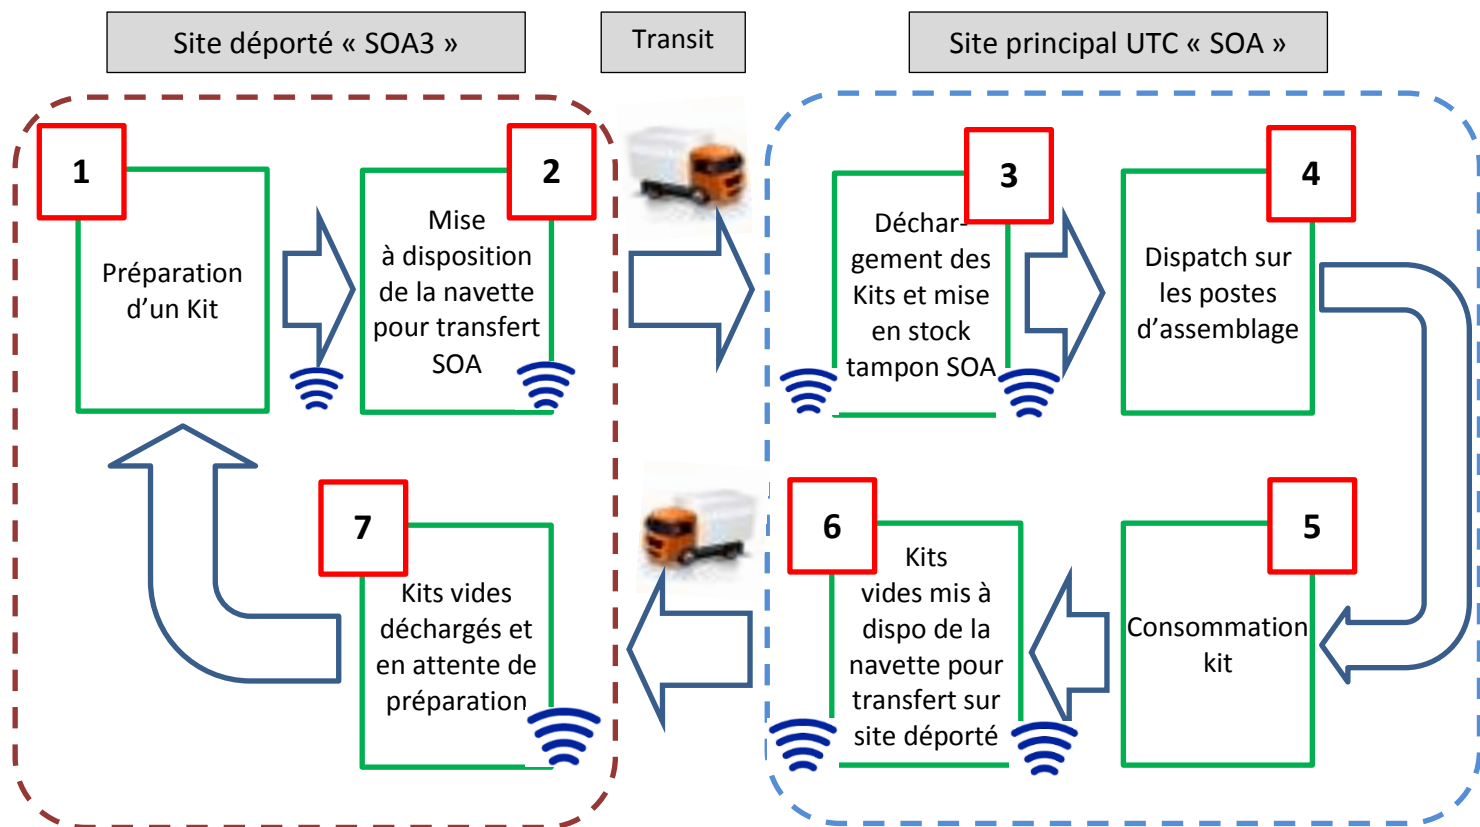 Site déporté « SOA3 »
Transit
Site principal UTC « SOA »
1
Préparation
d’un Kit
2
Mise
à disposition
de la navette
pour transfert
SOA
3
Déchar-
gement des
Kits et mise
en stock
tampon SOA
4
Dispatch sur
les postes
d’assemblage
5
Consommation
kit
6
Kits
vides mis à
dispo de la
navette pour
transfert sur
site déporté
7
Kits vides
déchargés et
en attente de
préparation